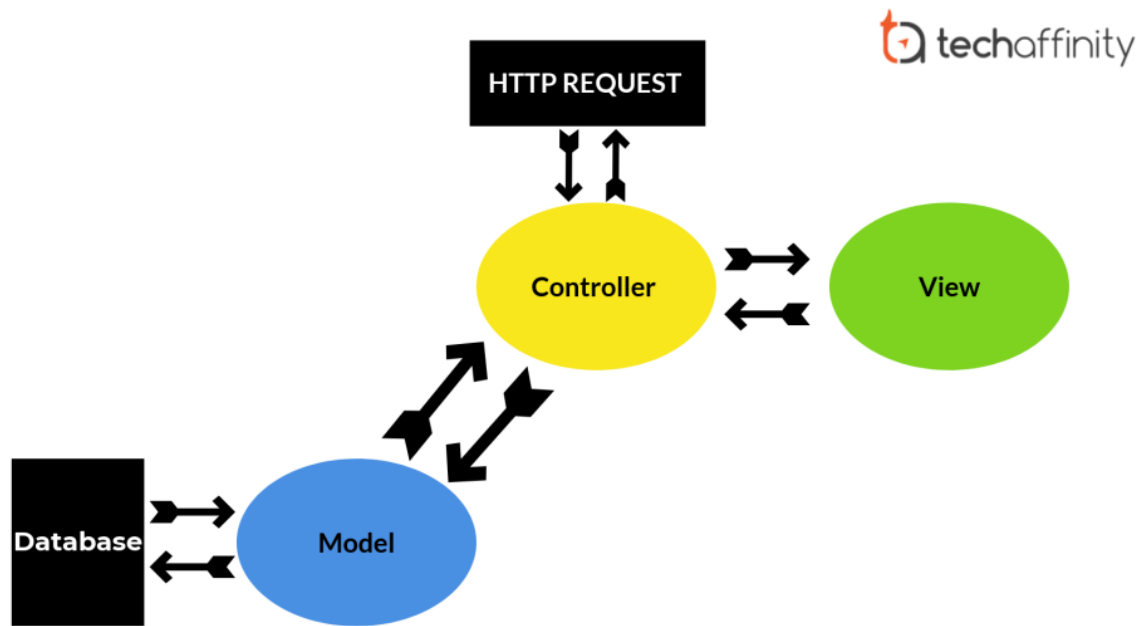 techaffinity
HTTP REQUEST
Controller
View
Database
Model